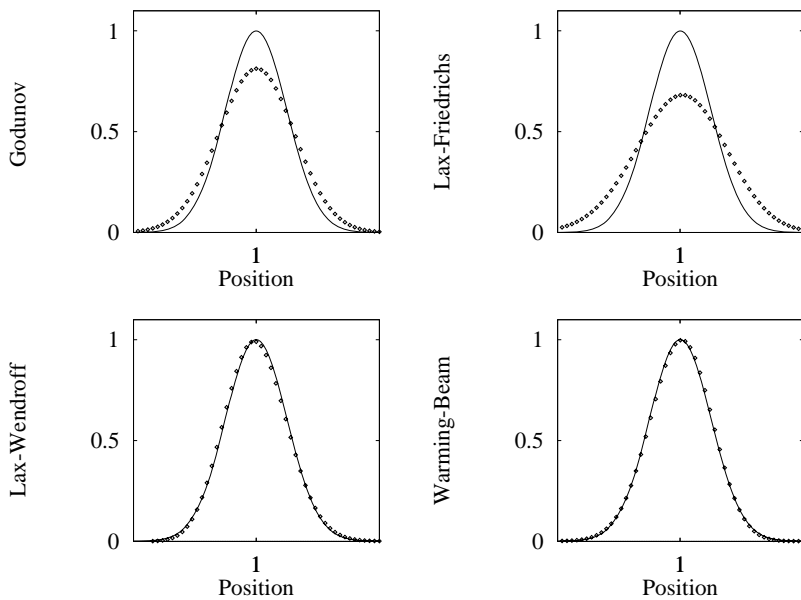 Godunov
1
0.5
0
1
Position
Lax-Friedrichs
1
0.5
0
1
Position
Lax-Wendroff
1
0.5
0
1
Position
Warming-Beam
1
0.5
0
1
Position